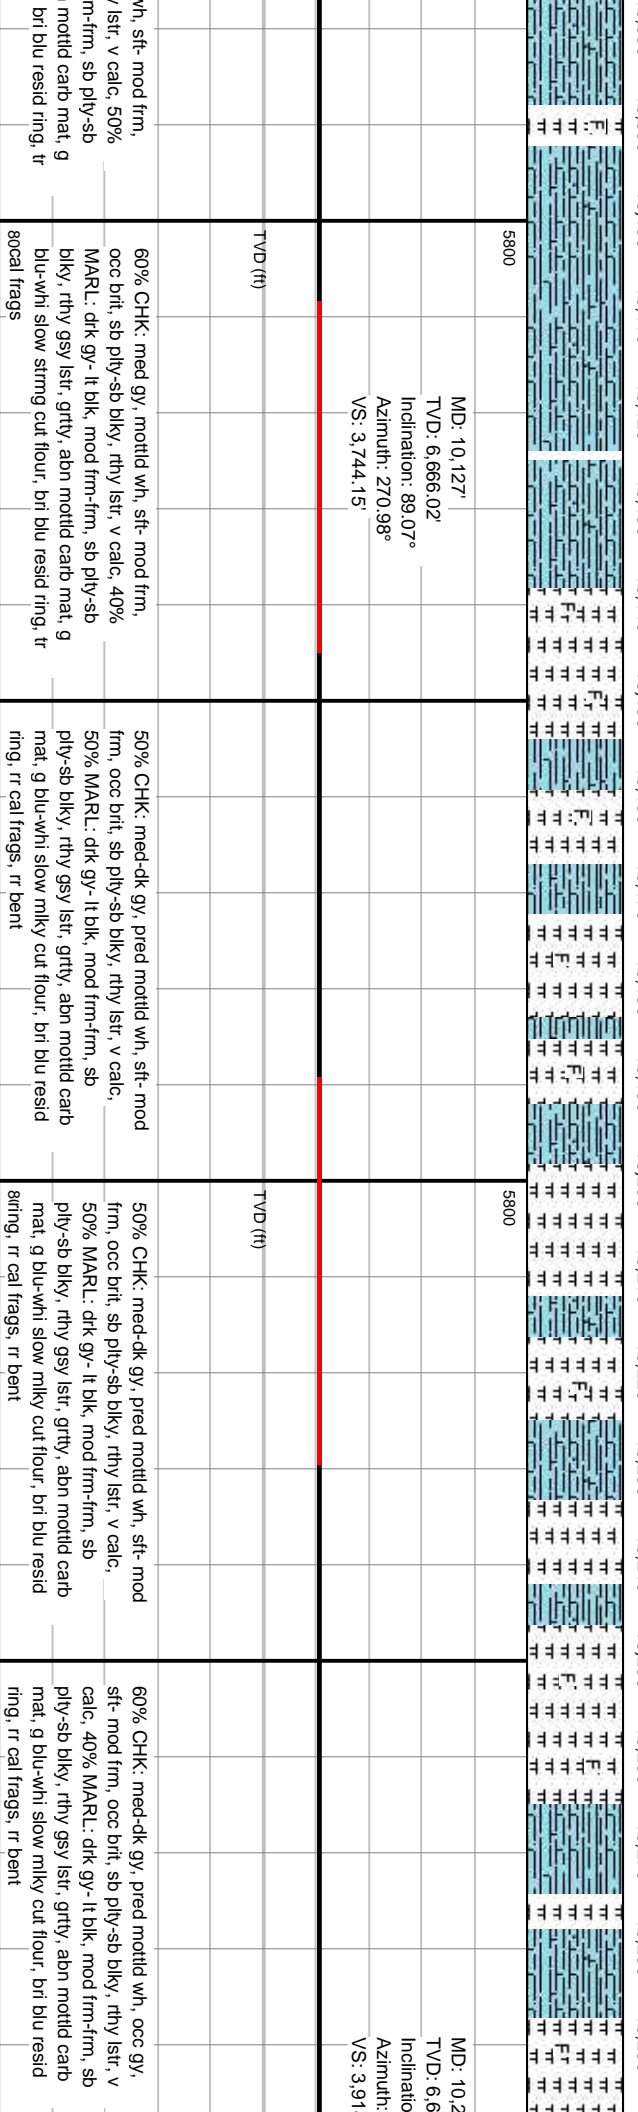 wh, sft- mod frm,
lstr, v calc, 50%
m-frm, sb plty-sb
mottld carb mat, g
bri blu resid ring, tr
5800
TVD (ft)
60% CHK: med gy, mottld wh, sft- mod frm,
occ brit, sb plty-sb blky, rthy lstr, v calc, 40%
MARL: drk gy- lt blk, mod frm-frm, sb plty-sb
blky, rthy gsy lstr, grtty, abn mottld carb mat, g
blu-whi slow strmg cut flour, bri blu resid ring, tr
cal frags
MD: 10,127'
TVD: 6,666.02'
Inclination: 89.07°
Azimuth: 270.98°
VS: 3,744.15'
50% CHK: med-dk gy, pred mottld wh, sft- mod
frm, occ brit, sb plty-sb blky, rthy lstr, v calc,
50% MARL: drk gy- lt blk, mod frm-frm, sb
plty-sb blky, rthy gsy lstr, grtty, abn mottld carb
mat, g blu-whi slow mlky cut flour, bri blu resid
ring, rr cal frags, rr bent
5800
TVD (ft)
50% CHK: med-dk gy, pred mottld wh, sft- mod
frm, occ brit, sb plty-sb blky, rthy lstr, v calc,
50% MARL: drk gy- lt blk, mod frm-frm, sb
plty-sb blky, rthy gsy lstr, grtty, abn mottld carb
mat, g blu-whi slow mlky cut flour, bri blu resid
ring, rr cal frags, rr bent
60% CHK: med-dk gy, pred mottld wh, occ gy,
sft- mod frm, occ brit, sb plty-sb blky, rthy lstr, v
calc, 40% MARL: drk gy- lt blk, mod frm-frm, sb
plty-sb blky, rthy gsy lstr, grtty, abn mottld carb
mat, g blu-whi slow mlky cut flour, bri blu resid
ring, rr cal frags, rr bent
MD: 10,2
TVD: 6,6
Inclinatio
Azimuth:
VS: 3,91